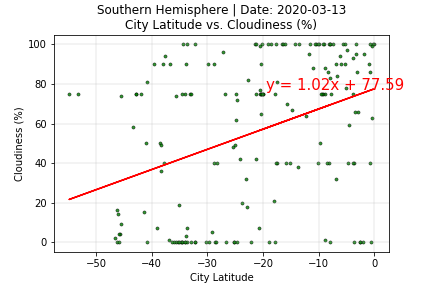 Southern Hemisphere | Date: 2020-03-13
City Latitude vs. Cloudiness (%)
100
80
60
40
20
0
Cloudiness (%)
y = 1.02x + 77.59
−50
−40
−30
−20
−10
0
City Latitude